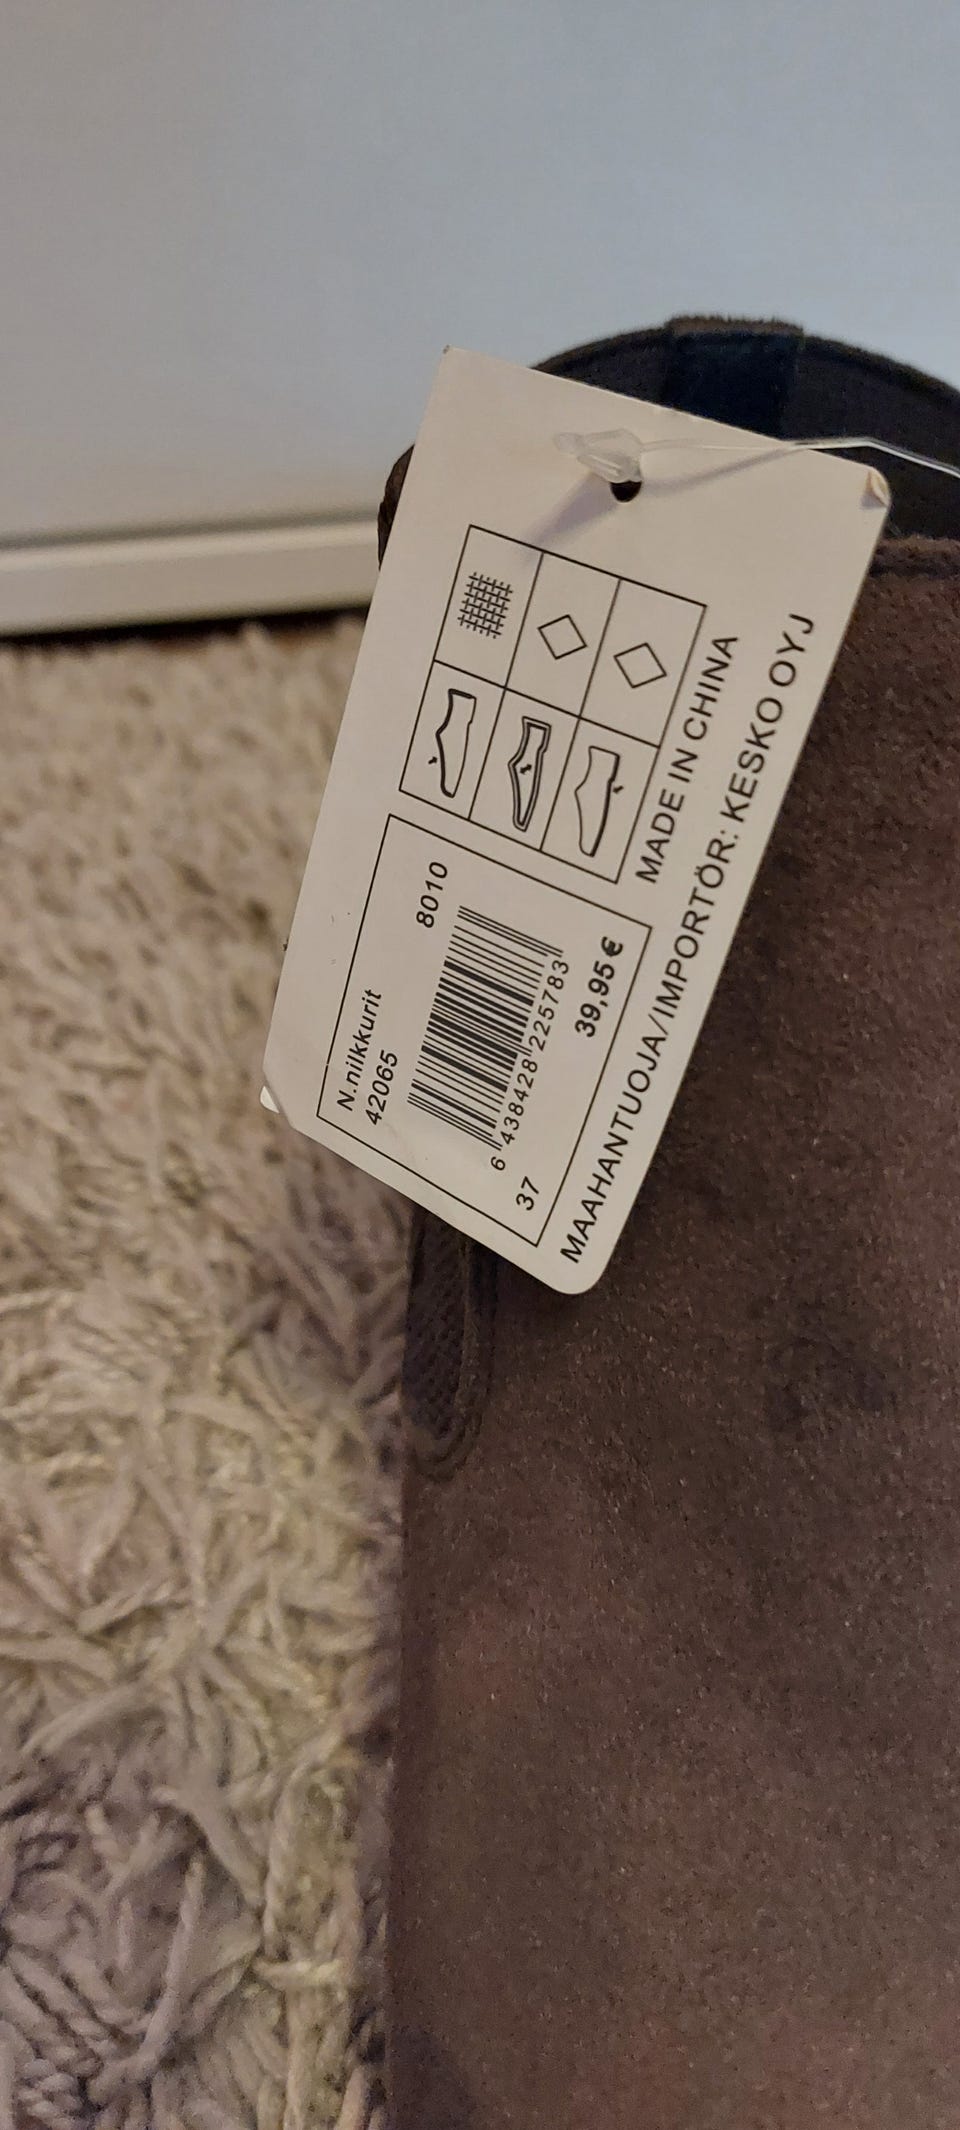 MADE IN CHINA
MAAHANTUOJA/IMPORTÖR: KESKO OYJ
N.nilkkurit
42065
8010
6 438428 225783
37
39,95 €